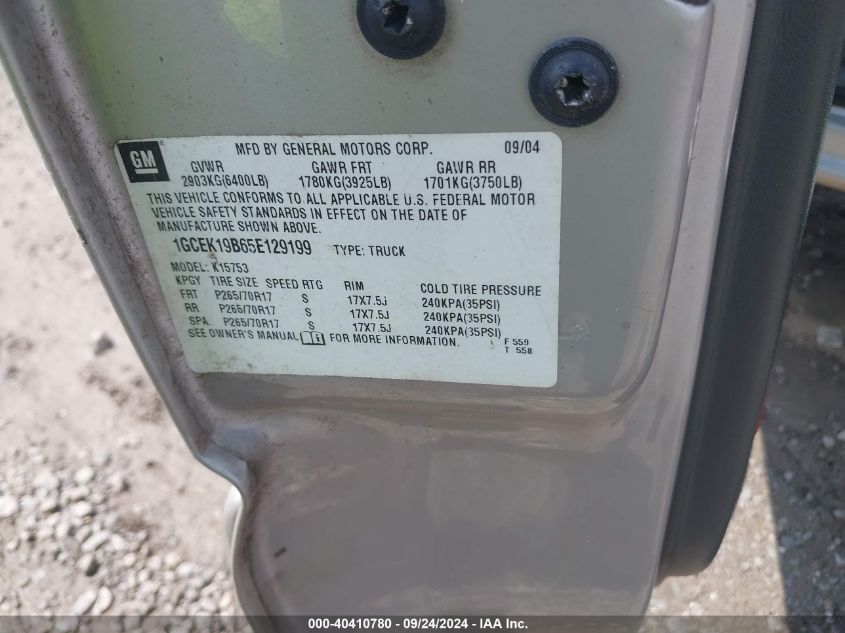 GM
MFD BY GENERAL MOTORS CORP. 09/04
GVWR GAWR FRT GAWR RR
2903KG(6400LB) 1780KG(3925LB) 1701KG(3750LB)
THIS VEHICLE CONFORMS TO ALL APPLICABLE U.S. FEDERAL MOTOR
VEHICLE SAFETY STANDARDS IN EFFECT ON THE DATE OF
MANUFACTURE SHOWN ABOVE.
1GCEK19B65E129199 TYPE: TRUCK
MODEL: K15753
KPGY TIRE SIZE SPEED RTG RIM COLD TIRE PRESSURE
FRT P265/70R17 S 17X7.5J 240KPA(35PSI)
RR P265/70R17 S 17X7.5J 240KPA(35PSI)
SPA P265/70R17 S 17X7.5J 240KPA(35PSI)
SEE OWNER'S MANUAL FOR MORE INFORMATION.
F 559
T 558
000-40410780 - 09/24/2024 - IAA Inc.